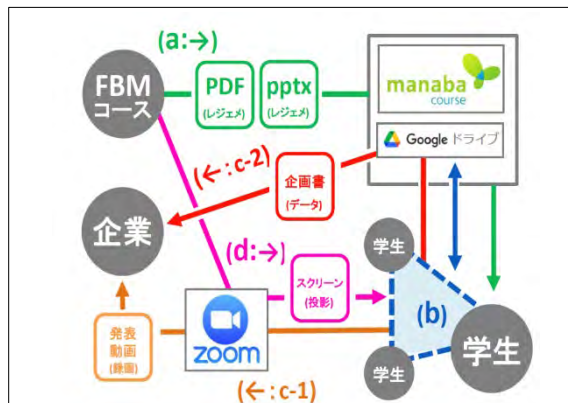 (a:→)
FBM
コース
PDF
(レジェメ)
pptx
(レジェメ)
manaba
course
Google ドライブ
(←:c-2)
企画書
(データ)
企業
(d:→)
学生
スクリーン
(投影)
(b)
発表
動画
(録画)
zoom
学生
学生
(←:c-1)